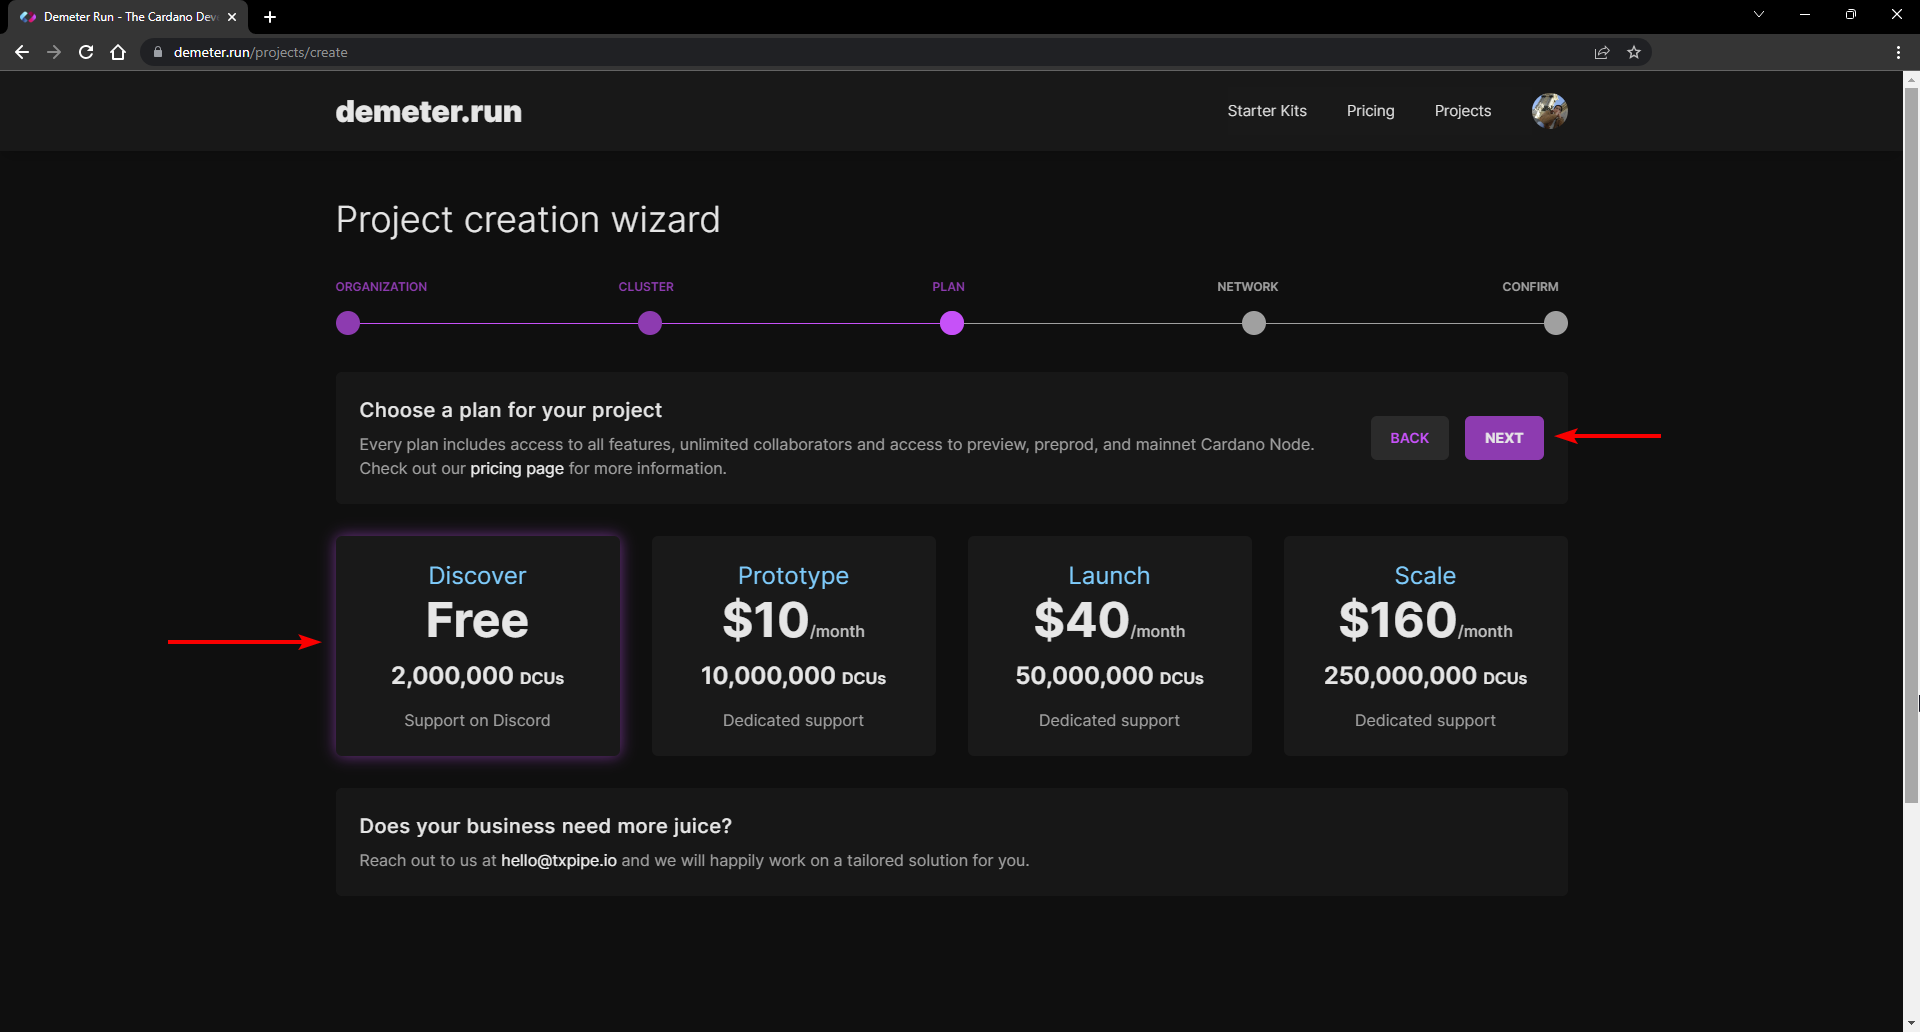 Demeter Run - The Cardano Dev
demeter.run/projects/create
demeter.run
Starter Kits
Pricing
Projects
Project creation wizard
ORGANIZATION
CLUSTER
PLAN
NETWORK
CONFIRM
Choose a plan for your project
Every plan includes access to all features, unlimited collaborators and access to preview, preprod, and mainnet Cardano Node.
Check out our pricing page for more information.
BACK
NEXT
Discover
Free
2,000,000 DCUs
Support on Discord
Prototype
$10/month
10,000,000 DCUs
Dedicated support
Launch
$40/month
50,000,000 DCUs
Dedicated support
Scale
$160/month
250,000,000 DCUs
Dedicated support
Does your business need more juice?
Reach out to us at hello@txpipe.io and we will happily work on a tailored solution for you.